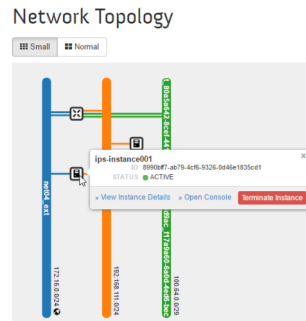 Network Topology
Small
Normal
ips-instance001
ID 8990bff7-ab79-4cf6-9326-0d46e1835cd1
STATUS ACTIVE
» View Instance Details » Open Console Terminate Instance
net04_ext
172.16.0.0/24
192.168.111.0/24
100.64.0.0/29